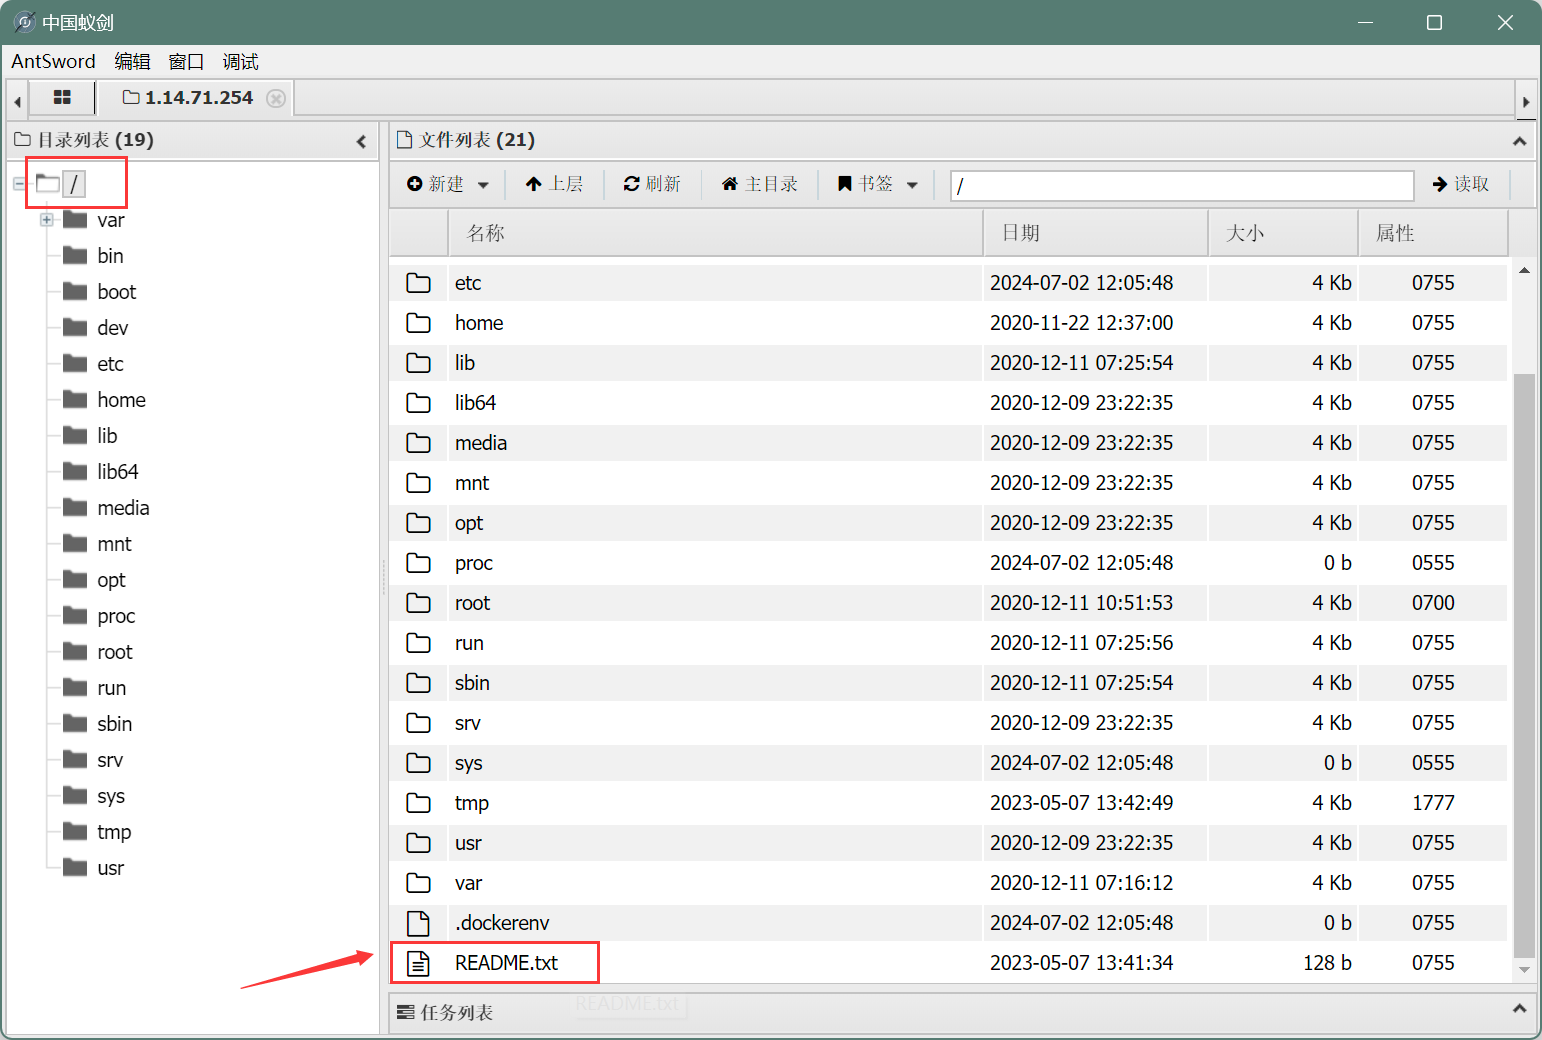 中国蚁剑
AntSword 编辑 窗口 调试
1.14.71.254
目录列表 (19)
/
var
bin
boot
dev
etc
home
lib
lib64
media
mnt
opt
proc
root
run
sbin
srv
sys
tmp
usr
文件列表 (21)
新建 上层 刷新 主目录 书签 / 读取
名称 日期 大小 属性
etc 2024-07-02 12:05:48 4 Kb 0755
home 2020-11-22 12:37:00 4 Kb 0755
lib 2020-12-11 07:25:54 4 Kb 0755
lib64 2020-12-09 23:22:35 4 Kb 0755
media 2020-12-09 23:22:35 4 Kb 0755
mnt 2020-12-09 23:22:35 4 Kb 0755
opt 2020-12-09 23:22:35 4 Kb 0755
proc 2024-07-02 12:05:48 0 b 0555
root 2020-12-11 10:51:53 4 Kb 0700
run 2020-12-11 07:25:56 4 Kb 0755
sbin 2020-12-11 07:25:54 4 Kb 0755
srv 2020-12-09 23:22:35 4 Kb 0755
sys 2024-07-02 12:05:48 0 b 0555
tmp 2023-05-07 13:42:49 4 Kb 1777
usr 2020-12-09 23:22:35 4 Kb 0755
var 2020-12-11 07:16:12 4 Kb 0755
.dockerenv 2024-07-02 12:05:48 0 b 0755
README.txt 2023-05-07 13:41:34 128 b 0755
README.txt
任务列表